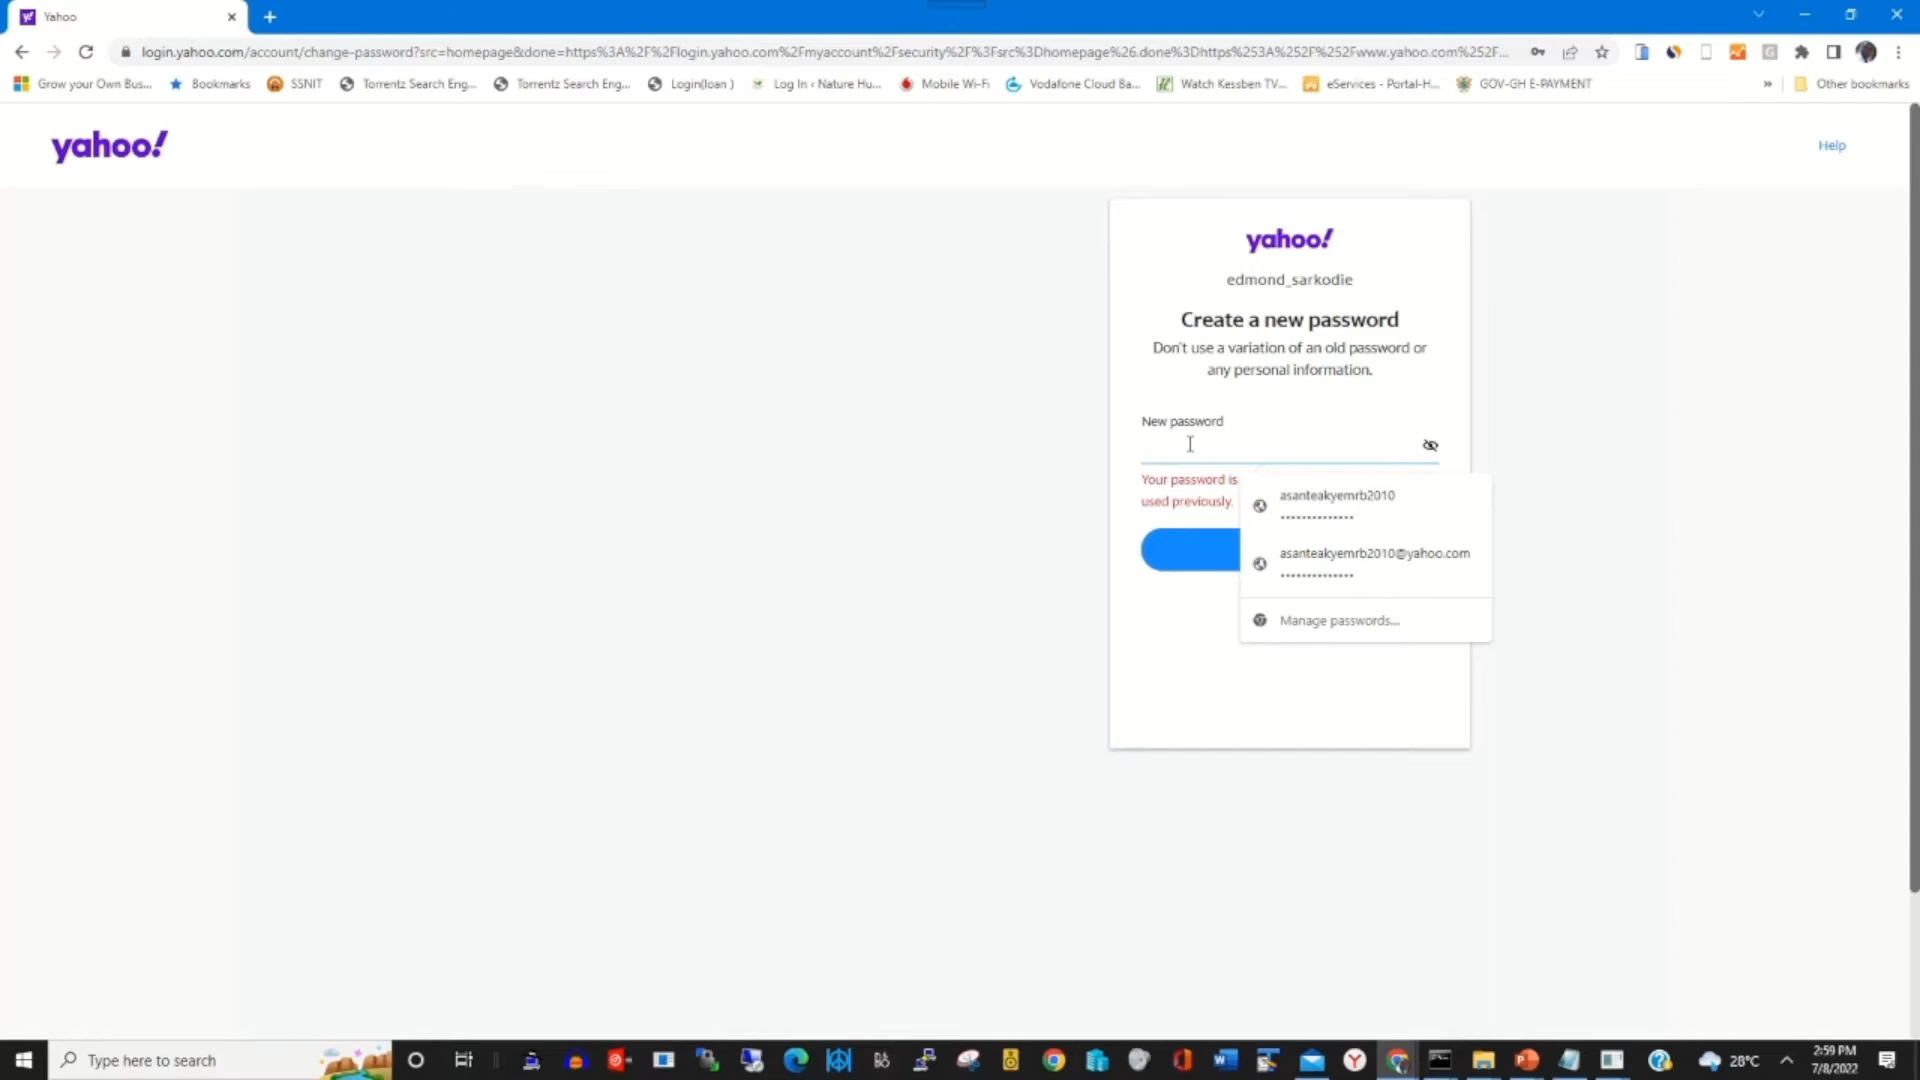 Yahoo
login.yahoo.com/account/change-password?src=homepage&done=https%3A%2F%2Flogin.yahoo.com%2Fmyaccount%2Fsecurity%2F%3Fsrc%3Dhomepage%26.done%3Dhttps%253A%252F%252Fwww.yahoo.com%252F...
Grow your Own Bus... Bookmarks SSNIT Torrentz Search Eng... Torrentz Search Eng... Login(loan ) Log In ‹ Nature Hu... Mobile Wi-Fi Vodafone Cloud Ba... Watch Kessben TV... eServices - Portal-H... GOV-GH E-PAYMENT » Other bookmarks
yahoo!
Help
yahoo!
edmond_sarkodie
Create a new password
Don't use a variation of an old password or
any personal information.
New password
Your password is
used previously.
asanteakyemrb2010
••••••••••••••
asanteakyemrb2010@yahoo.com
••••••••••••••
Manage passwords...
Type here to search
28°C
2:59 PM
7/8/2022